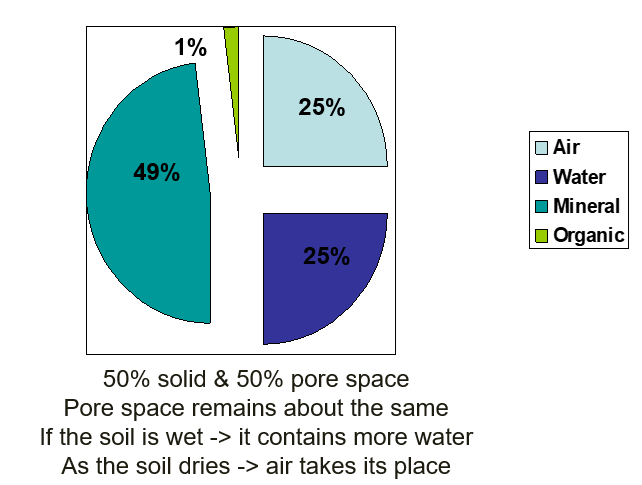 1%
25%
49%
25%
Air
Water
Mineral
Organic
50% solid & 50% pore space
Pore space remains about the same
If the soil is wet -> it contains more water
As the soil dries -> air takes its place